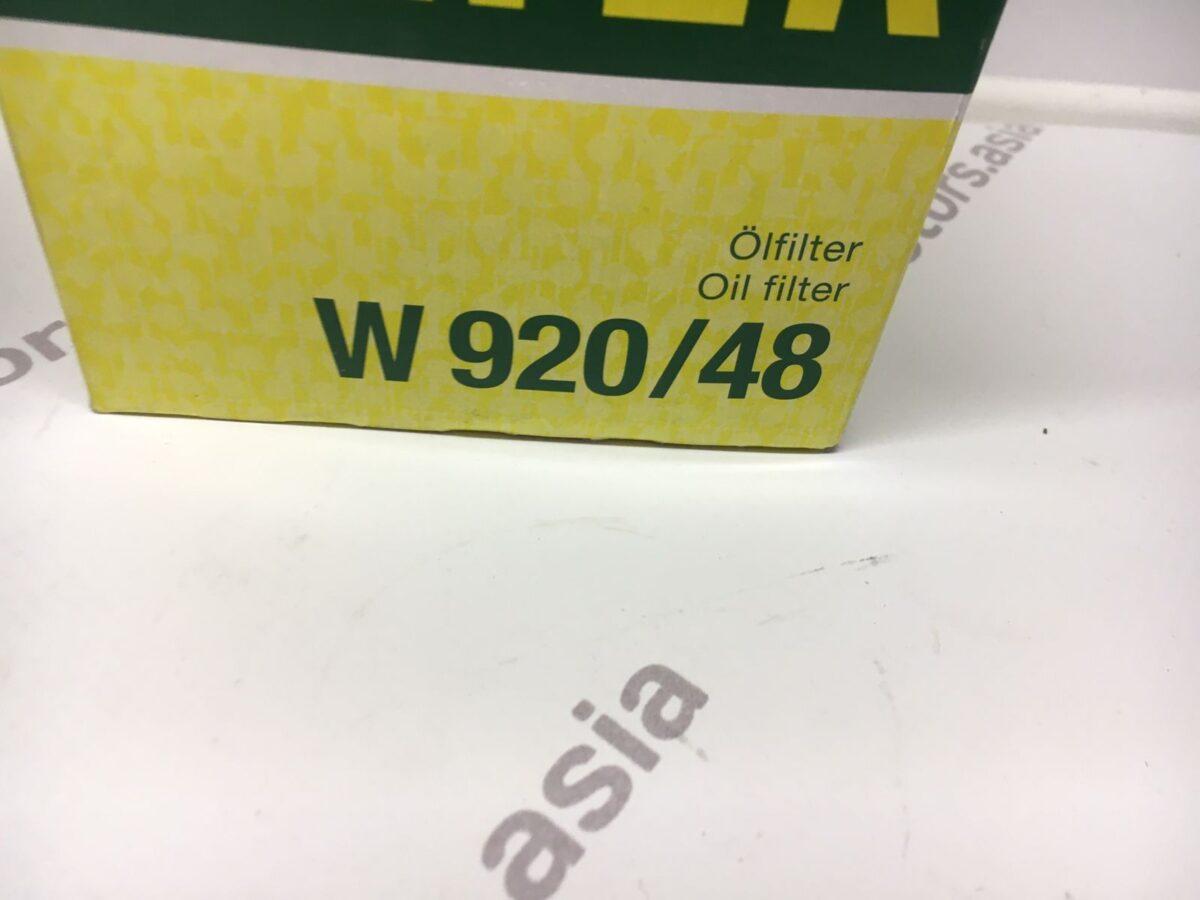 Ölfilter
Oil filter
W 920/48
asia